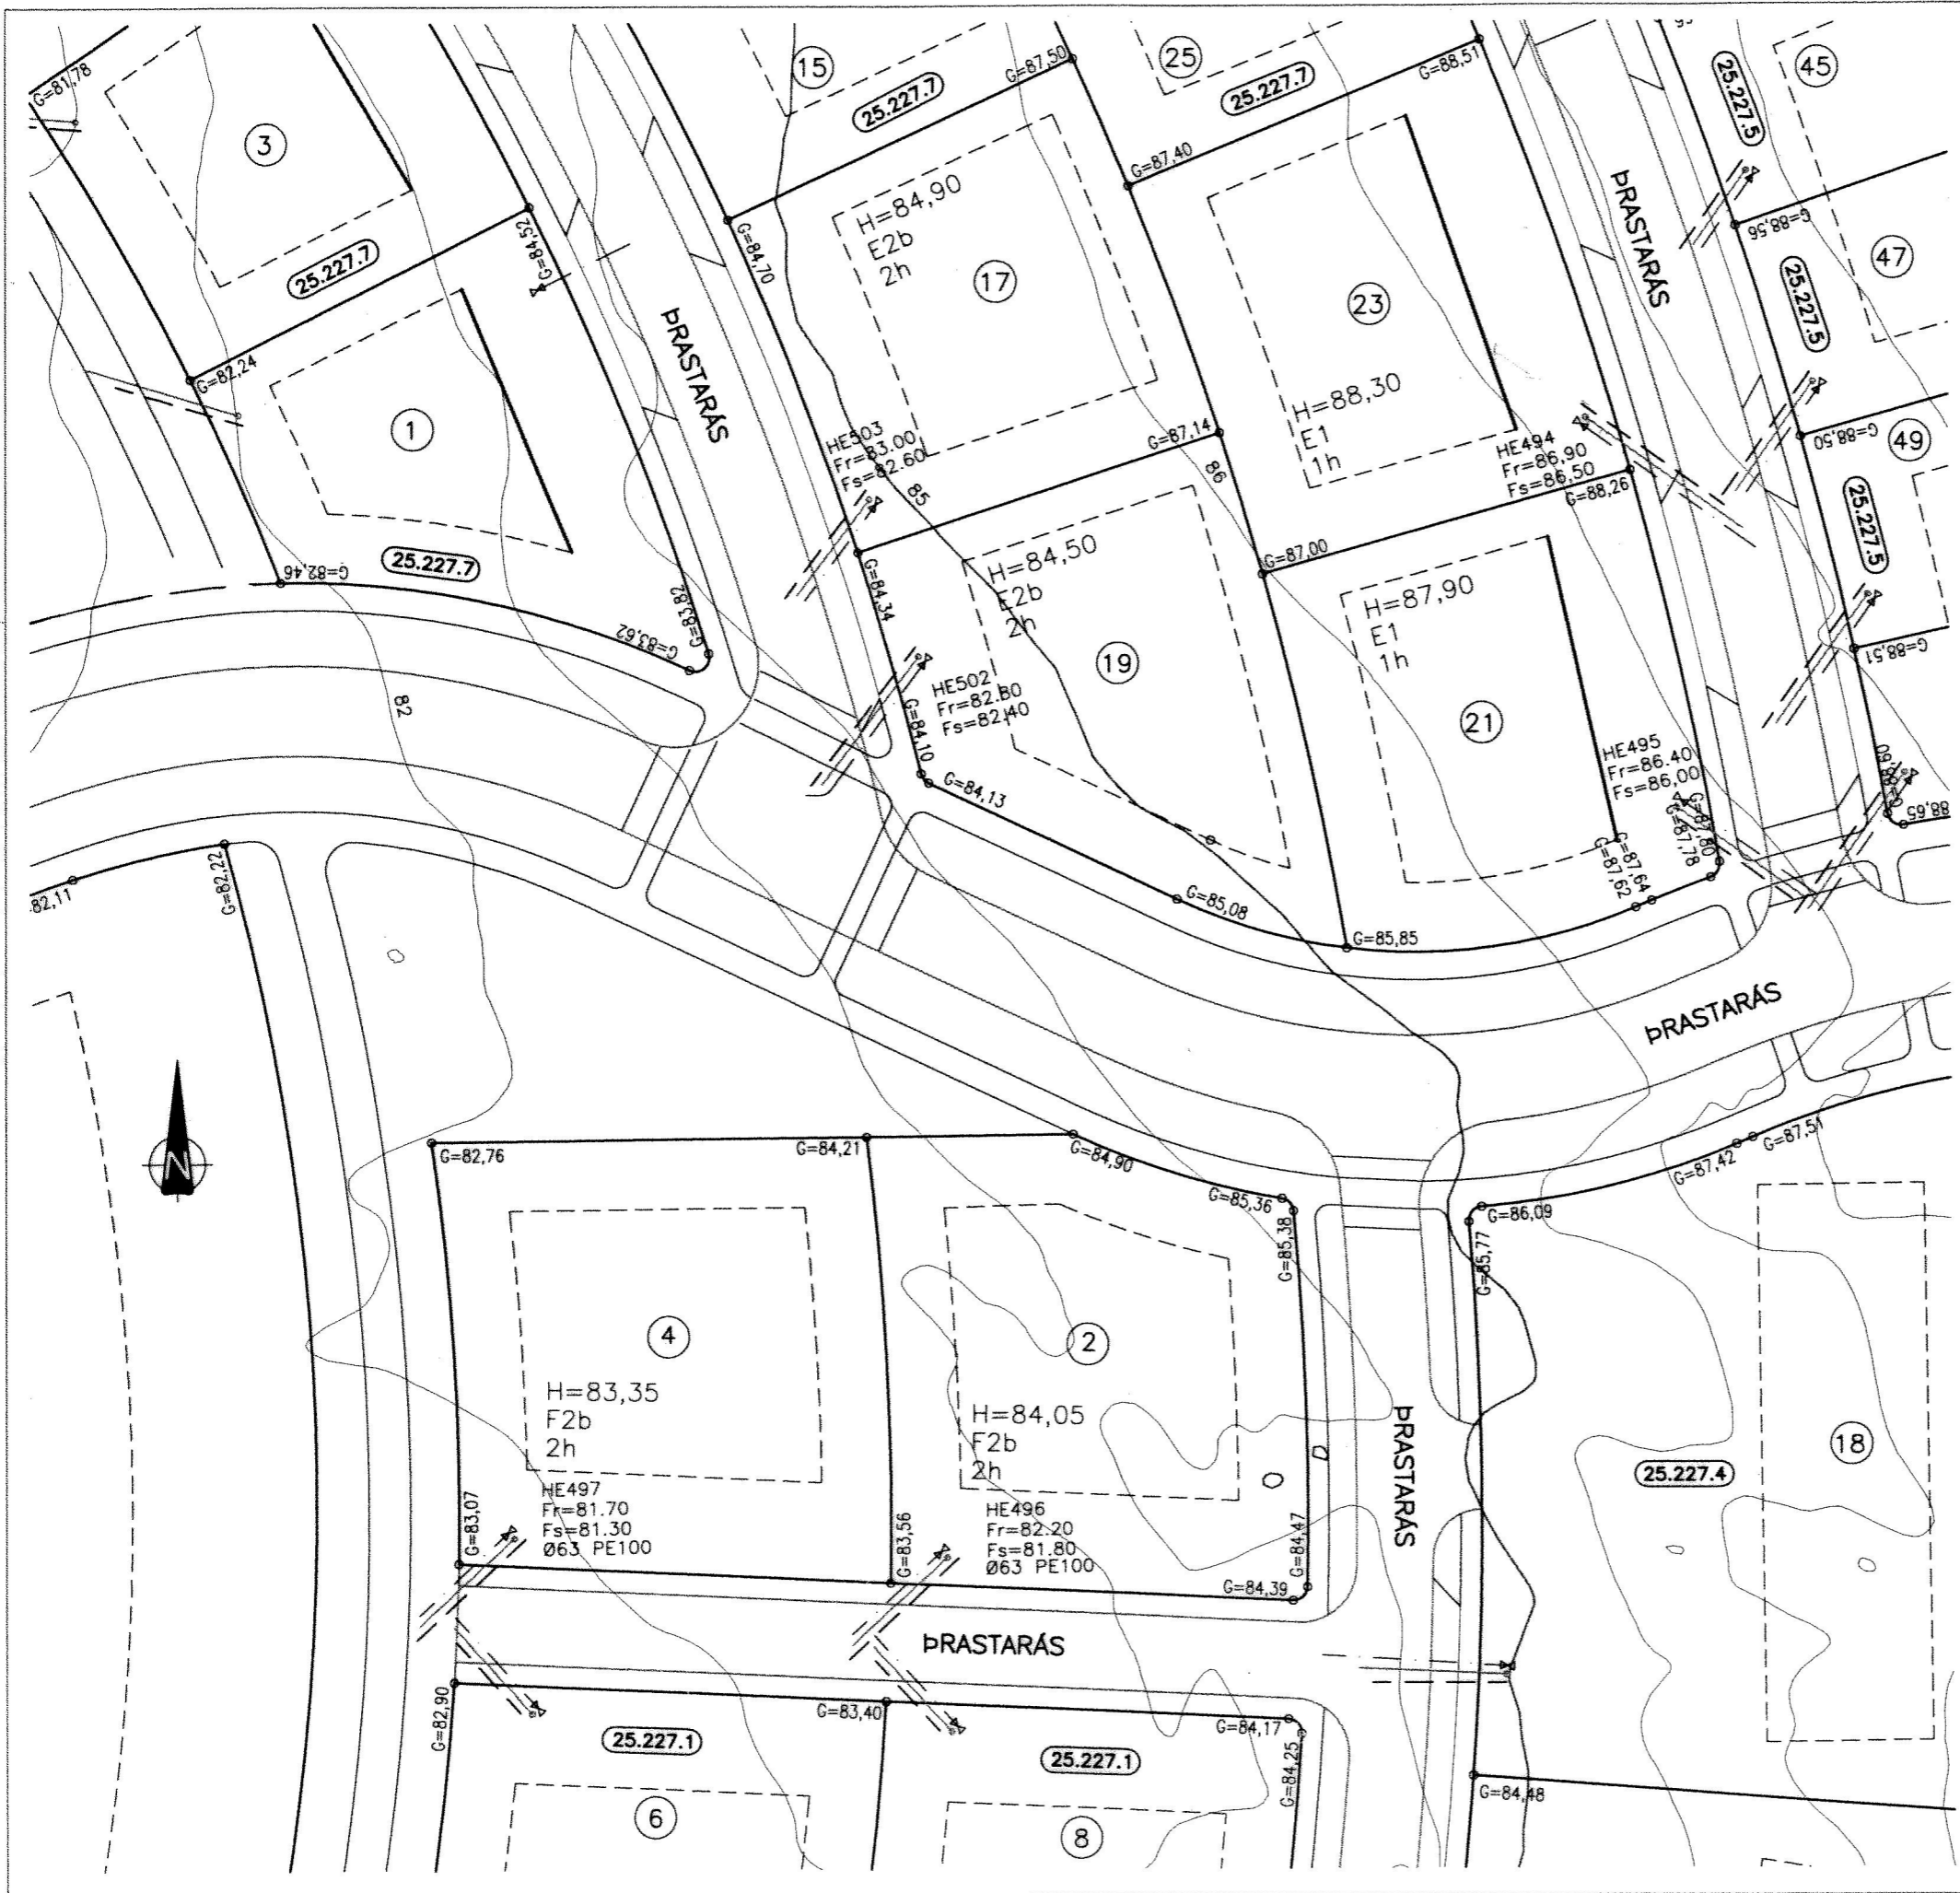 G=81,78
3
25.227.7
G=84,52
15
25.227.7
G=87,50
25
25.227.7
G=88,51
25.227.5
45
G=87,40
G=84,70
H=84,90
E2b
2h
17
23
ÞRASTARÁS
G=88,56
47
25.227.5
G=82,24
1
ÞRASTARÁS
H=88,30
E1
1h
G=87,14
86
HE503
Fr=83.00
Fs=82.60
85
HE494
Fr=86,90
Fs=86,50
G=88,26
G=88,50
49
25.227.5
G=82,46
25.227.7
G=83,82
G=83,62
G=84,34
H=84,50
E2b
2h
19
G=87,00
H=87,90
E1
1h
21
G=88,51
82
HE502
Fr=82.80
Fs=82.40
G=84,10
G=84,13
HE495
Fr=86.40
Fs=86,00
G=87,80
G=87,78
G=87,64
G=87,62
G=88,60
88,65
G=82,22
82,11
G=85,08
G=85,85
ÞRASTARÁS
N
G=82,76
G=84,21
G=84,90
G=85,36
G=85,38
G=86,09
G=85,77
G=87,42
G=87,51
4
H=83,35
F2b
2h
2
H=84,05
F2b
2h
ÞRASTARÁS
18
25.227.4
HE497
Fr=81.70
Fs=81.30
Ø63 PE100
G=83,07
G=83,56
HE496
Fr=82.20
Fs=81.80
Ø63 PE100
G=84,47
G=84,39
ÞRASTARÁS
G=82,90
G=83,40
G=84,17
G=84,25
25.227.1
25.227.1
G=84,48
6
8